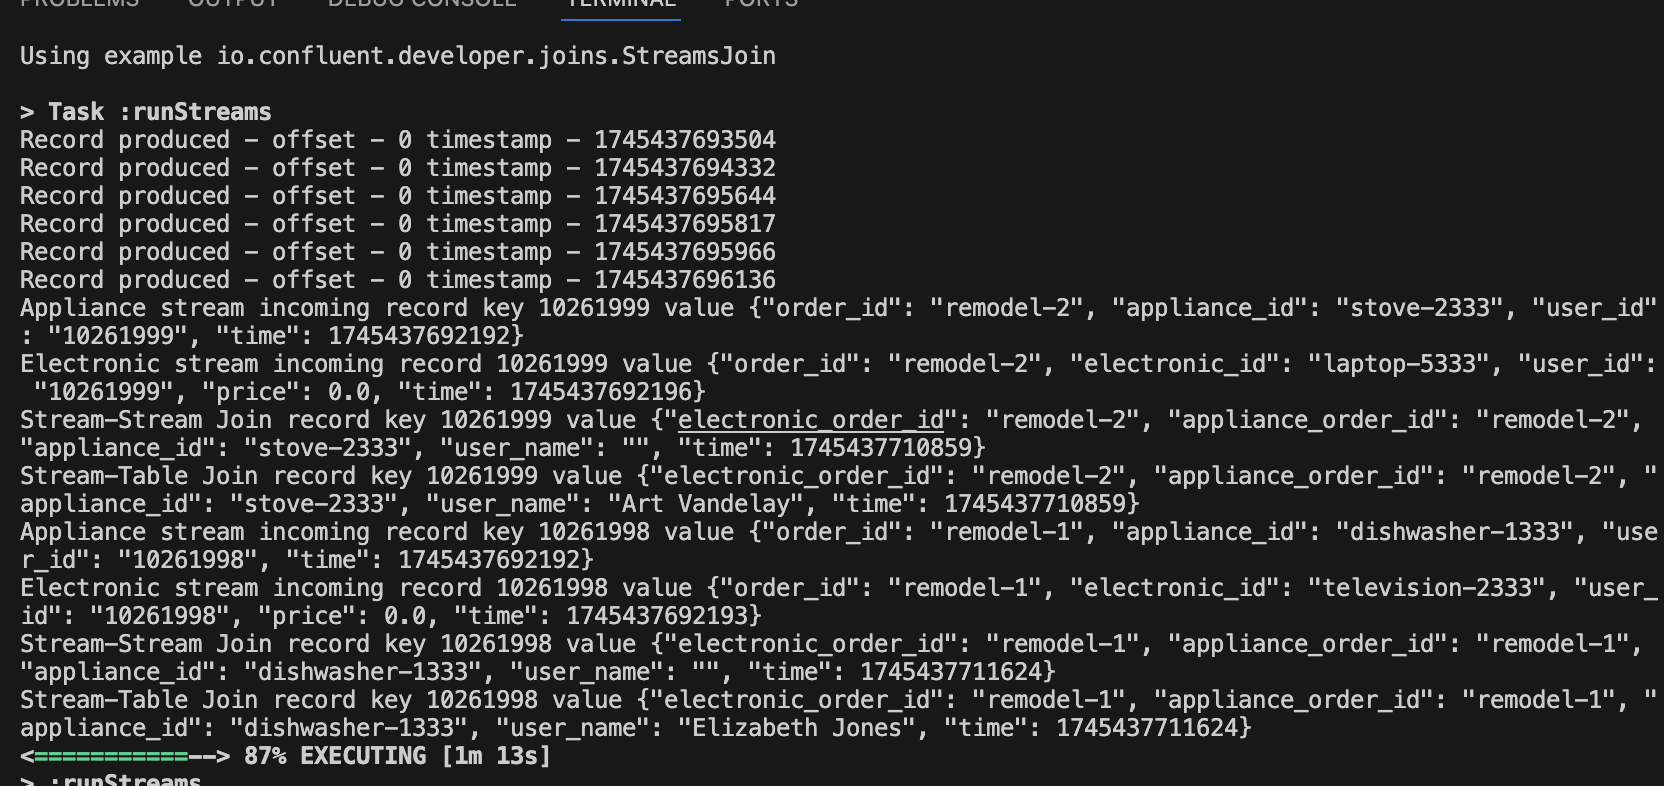 PROBLEMS OUTPUT DEBUG CONSOLE TERMINAL PORTS
Using example io.confluent.developer.joins.StreamsJoin
> Task :runStreams
Record produced - offset - 0 timestamp - 1745437693504
Record produced - offset - 0 timestamp - 1745437694332
Record produced - offset - 0 timestamp - 1745437695644
Record produced - offset - 0 timestamp - 1745437695817
Record produced - offset - 0 timestamp - 1745437695966
Record produced - offset - 0 timestamp - 1745437696136
Appliance stream incoming record key 10261999 value {"order_id": "remodel-2", "appliance_id": "stove-2333", "user_id"
: "10261999", "time": 1745437692192}
Electronic stream incoming record 10261999 value {"order_id": "remodel-2", "electronic_id": "laptop-5333", "user_id":
 "10261999", "price": 0.0, "time": 1745437692196}
Stream-Stream Join record key 10261999 value {"electronic_order_id": "remodel-2", "appliance_order_id": "remodel-2",
"appliance_id": "stove-2333", "user_name": "", "time": 1745437710859}
Stream-Table Join record key 10261999 value {"electronic_order_id": "remodel-2", "appliance_order_id": "remodel-2", "
appliance_id": "stove-2333", "user_name": "Art Vandelay", "time": 1745437710859}
Appliance stream incoming record key 10261998 value {"order_id": "remodel-1", "appliance_id": "dishwasher-1333", "use
r_id": "10261998", "time": 1745437692192}
Electronic stream incoming record 10261998 value {"order_id": "remodel-1", "electronic_id": "television-2333", "user_
id": "10261998", "price": 0.0, "time": 1745437692193}
Stream-Stream Join record key 10261998 value {"electronic_order_id": "remodel-1", "appliance_order_id": "remodel-1",
"appliance_id": "dishwasher-1333", "user_name": "", "time": 1745437711624}
Stream-Table Join record key 10261998 value {"electronic_order_id": "remodel-1", "appliance_order_id": "remodel-1", "
appliance_id": "dishwasher-1333", "user_name": "Elizabeth Jones", "time": 1745437711624}
<===========--> 87% EXECUTING [1m 13s]
> :runStreams